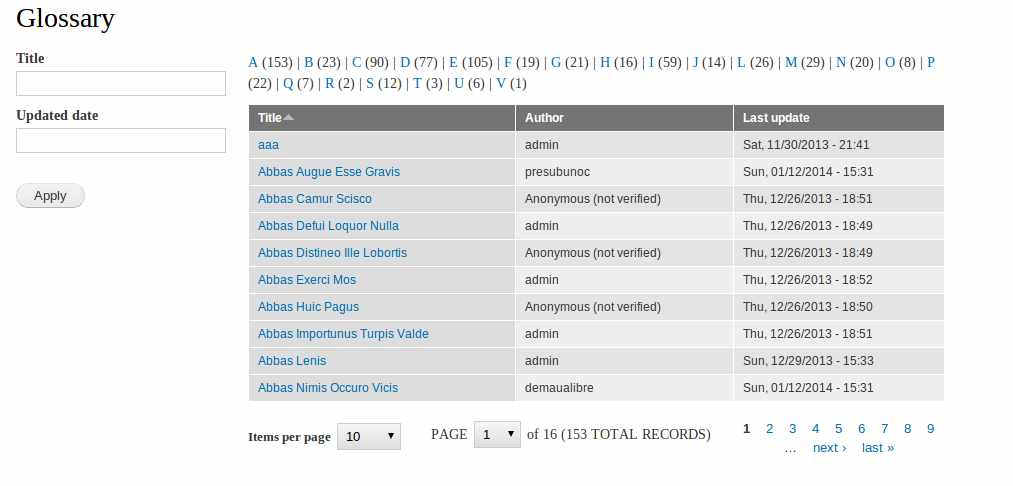 Glossary
Title
Updated date
Apply
A (153) | B (23) | C (90) | D (77) | E (105) | F (19) | G (21) | H (16) | I (59) | J (14) | L (26) | M (29) | N (20) | O (8) | P
(22) | Q (7) | R (2) | S (12) | T (3) | U (6) | V (1)
Title Author Last update
aaa admin Sat, 11/30/2013 - 21:41
Abbas Augue Esse Gravis presubunoc Sun, 01/12/2014 - 15:31
Abbas Camur Scisco Anonymous (not verified) Thu, 12/26/2013 - 18:51
Abbas Defui Loquor Nulla admin Thu, 12/26/2013 - 18:49
Abbas Distineo Ille Lobortis Anonymous (not verified) Thu, 12/26/2013 - 18:49
Abbas Exerci Mos admin Thu, 12/26/2013 - 18:52
Abbas Huic Pagus Anonymous (not verified) Thu, 12/26/2013 - 18:50
Abbas Importunus Turpis Valde admin Thu, 12/26/2013 - 18:51
Abbas Lenis admin Sun, 12/29/2013 - 15:33
Abbas Nimis Occuro Vicis demaualibre Sun, 01/12/2014 - 15:31
Items per page 10 PAGE 1 of 16 (153 TOTAL RECORDS) 1 2 3 4 5 6 7 8 9
… next › last »